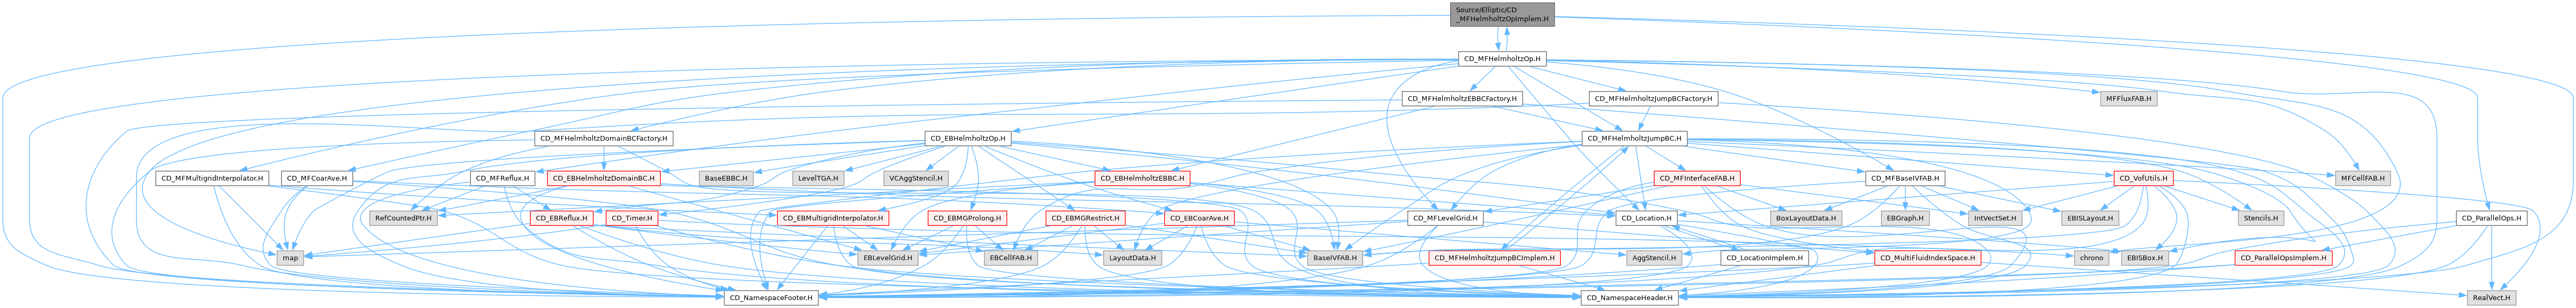 Source/Elliptic/CD
_MFHelmholtzOpImplem.H
CD_MFHelmholtzOp.H
CD_MFHelmholtzEBBCFactory.H
CD_MFHelmholtzJumpBCFactory.H
MFFluxFAB.H
CD_MFHelmholtzDomainBCFactory.H
CD_EBHelmholtzOp.H
CD_MFHelmholtzJumpBC.H
CD_MFMultigridInterpolator.H
CD_MFCoarAve.H
CD_MFReflux.H
CD_EBHelmholtzDomainBC.H
BaseEBBC.H
LevelTGA.H
VCAggStencil.H
CD_EBHelmholtzEBBC.H
CD_MFInterfaceFAB.H
CD_MFBaseIVFAB.H
CD_VofUtils.H
MFCellFAB.H
RefCountedPtr.H
CD_EBReflux.H
CD_Timer.H
CD_EBMultigridInterpolator.H
CD_EBMGProlong.H
CD_EBMGRestrict.H
CD_EBCoarAve.H
CD_MFLevelGrid.H
CD_Location.H
BoxLayoutData.H
EBGraph.H
IntVectSet.H
EBISLayout.H
Stencils.H
CD_ParallelOps.H
map
EBLevelGrid.H
EBCellFAB.H
LayoutData.H
BaseIVFAB.H
CD_MFHelmholtzJumpBCImplem.H
AggStencil.H
CD_LocationImplem.H
CD_MultiFluidIndexSpace.H
chrono
EBISBox.H
CD_ParallelOpsImplem.H
CD_NamespaceFooter.H
CD_NamespaceHeader.H
RealVect.H